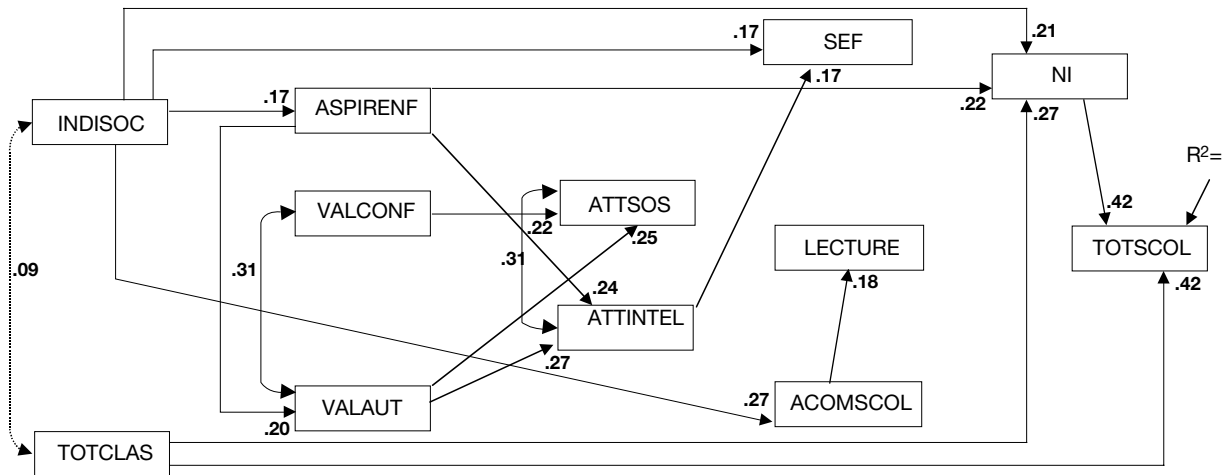 .21
.17 SEF
.17
NI
.17 ASPIRENF
.22
.27
INDISOC
R²=
VALCONF
ATTSOS
.22
.25
.42
LECTURE
TOTSCOL
.09
.31
.31
.18
.42
.24
ATTINTEL
.27
VALAUT
.20
.27
ACOMSCOL
TOTCLAS